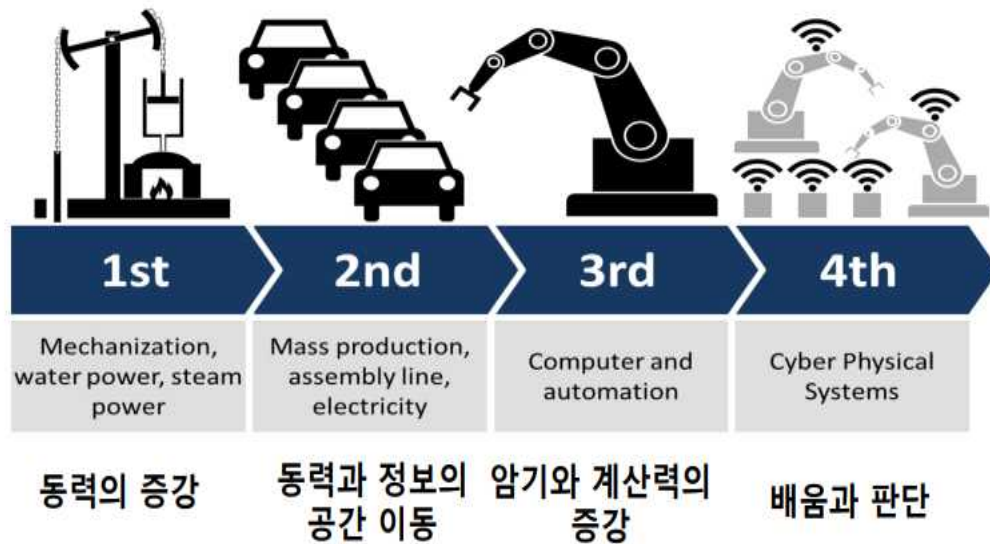 1st
2nd
3rd
4th
Mechanization,
water power, steam
power
Mass production,
assembly line,
electricity
Computer and
automation
Cyber Physical
Systems
동력의 증강
동력과 정보의
공간 이동
암기와 계산력의
증강
배움과 판단